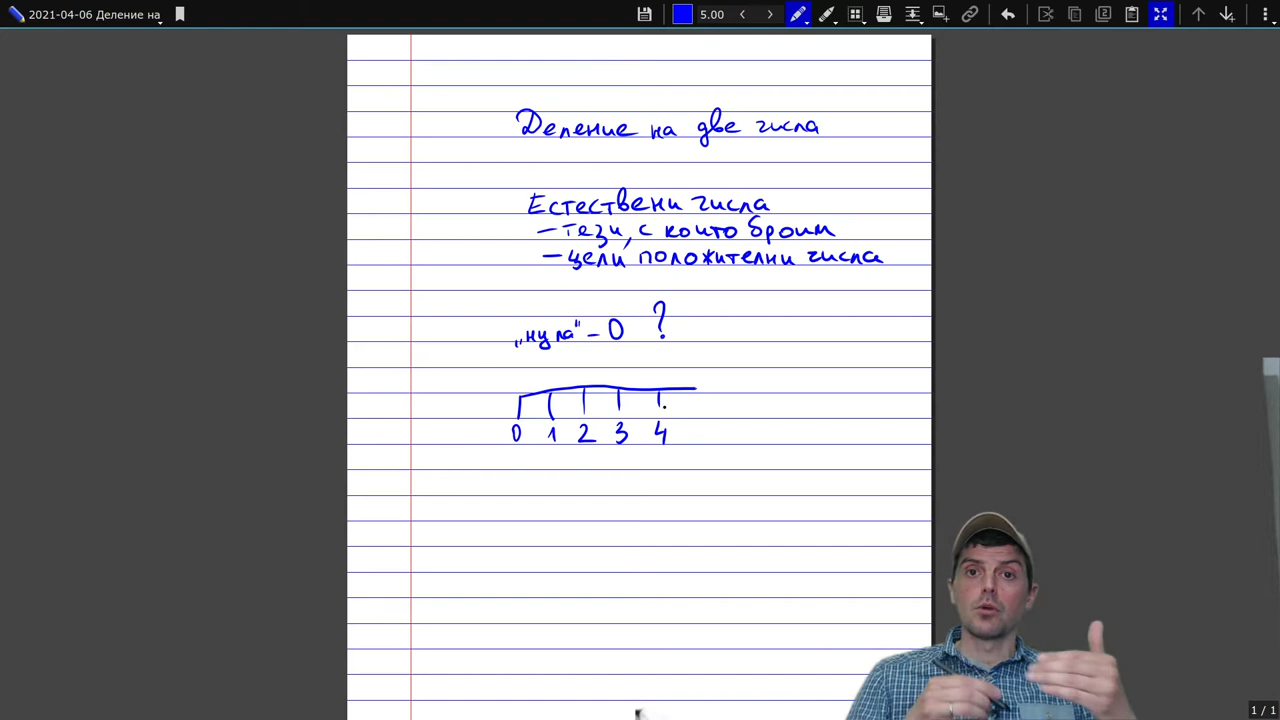 2021-04-06 Деление на
5.00
Деление на две числа
Естествени числа
- тези, с които броим
- цели положителни числа
„нула" - 0 ?
0 1 2 3 4
1 / 1